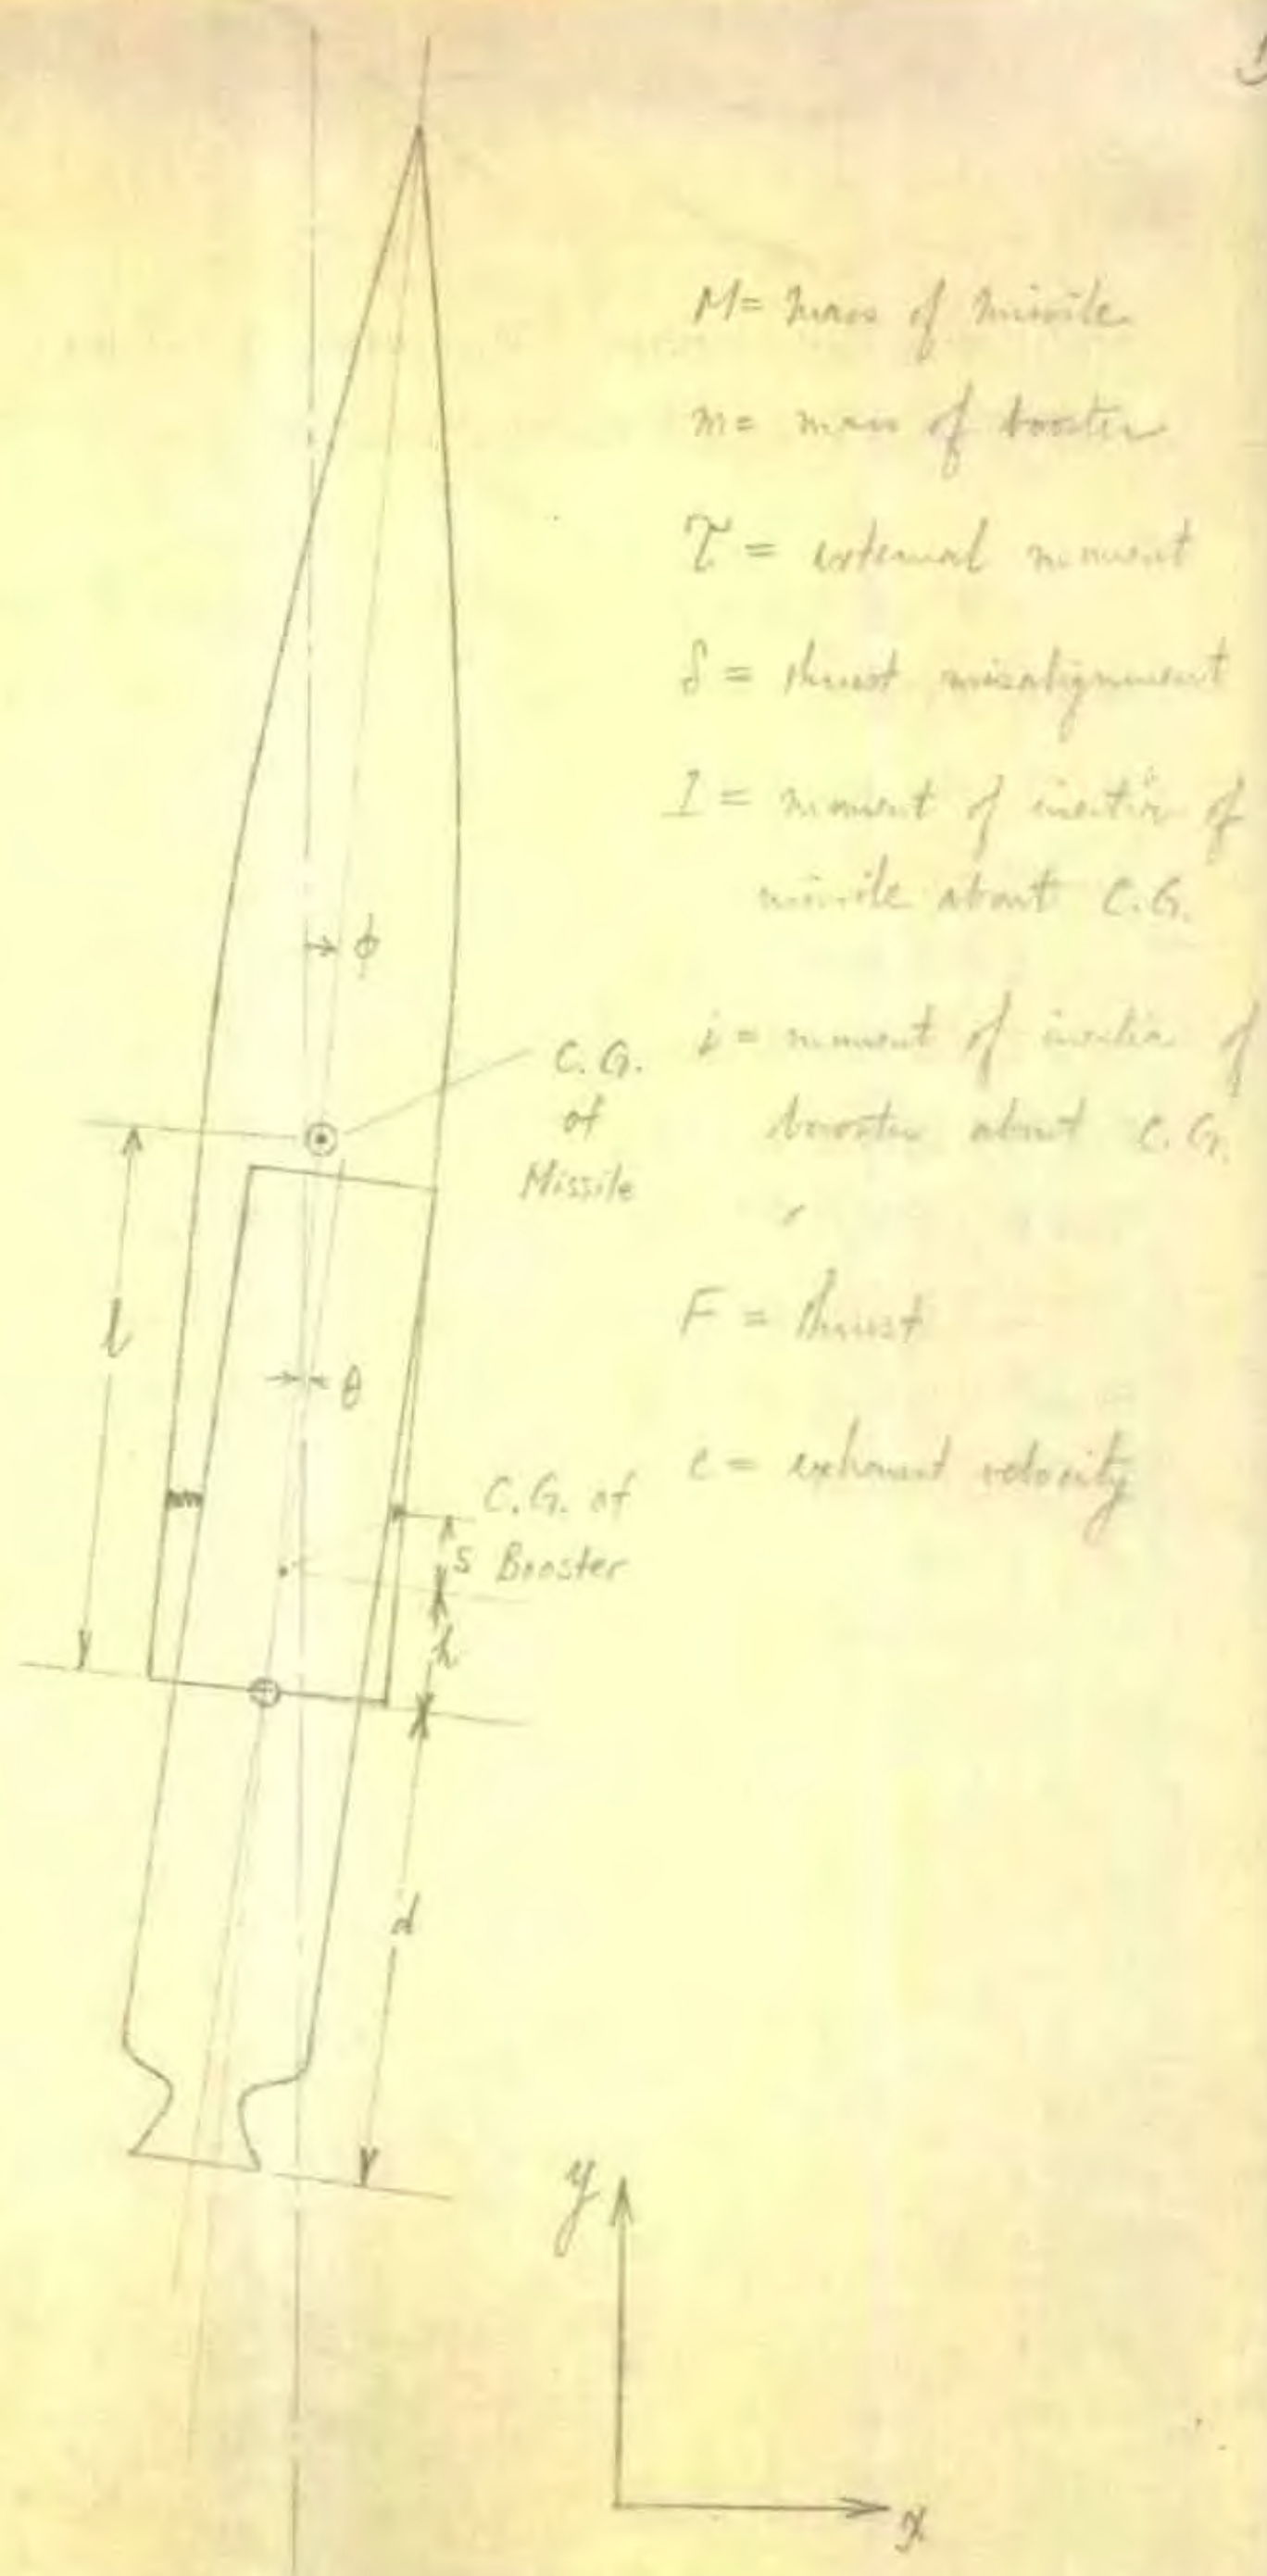 M = mass of missile
m = mass of booster
τ = external moment
δ = thrust misalignment
I = moment of inertia of
missile about C.G.
ϕ
C.G.
of
Missile
i = moment of inertia of
booster about C.G.
l
F = thrust
θ
c = exhaust velocity
C.G. of
Booster
s
h
d
y
x